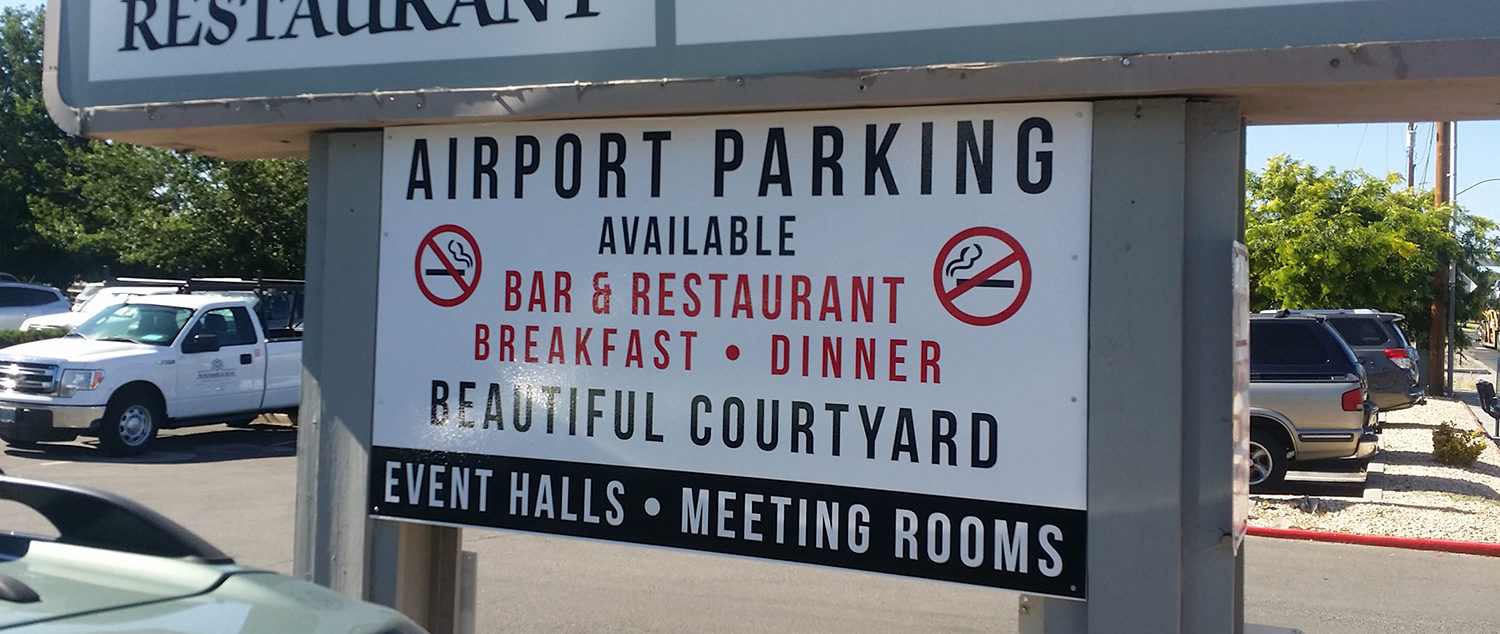 RESTAURANT
AIRPORT PARKING
AVAILABLE
BAR & RESTAURANT
BREAKFAST • DINNER
BEAUTIFUL COURTYARD
EVENT HALLS • MEETING ROOMS